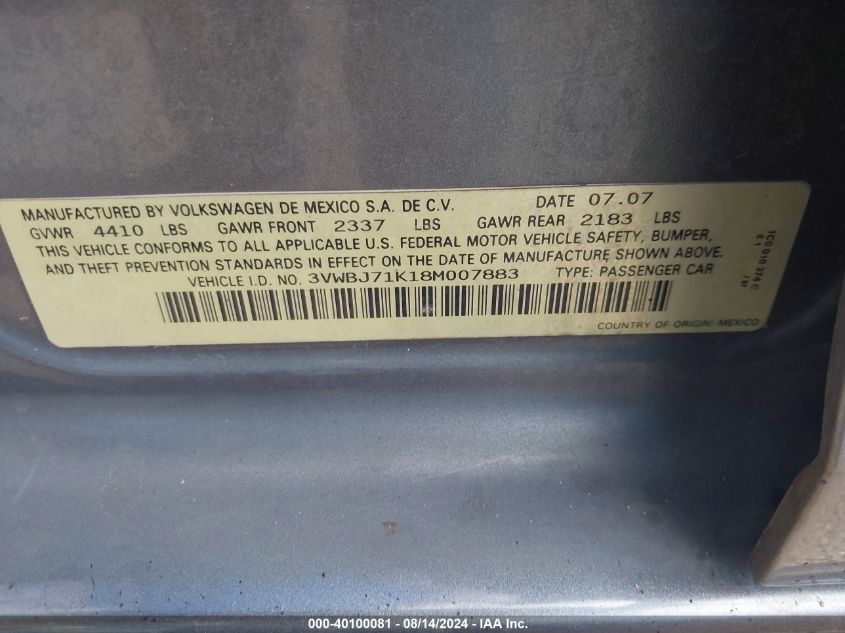 MANUFACTURED BY VOLKSWAGEN DE MEXICO S.A. DE C.V. DATE 07.07
GVWR 4410 LBS GAWR FRONT 2337 LBS GAWR REAR 2183 LBS
THIS VEHICLE CONFORMS TO ALL APPLICABLE U.S. FEDERAL MOTOR VEHICLE SAFETY, BUMPER,
AND THEFT PREVENTION STANDARDS IN EFFECT ON THE DATE OF MANUFACTURE SHOWN ABOVE.
VEHICLE I.D. NO. 3VWBJ71K18M007883 TYPE: PASSENGER CAR
COUNTRY OF ORIGIN: MEXICO
1C0 010 374 C
000-40100081 - 08/14/2024 - IAA Inc.